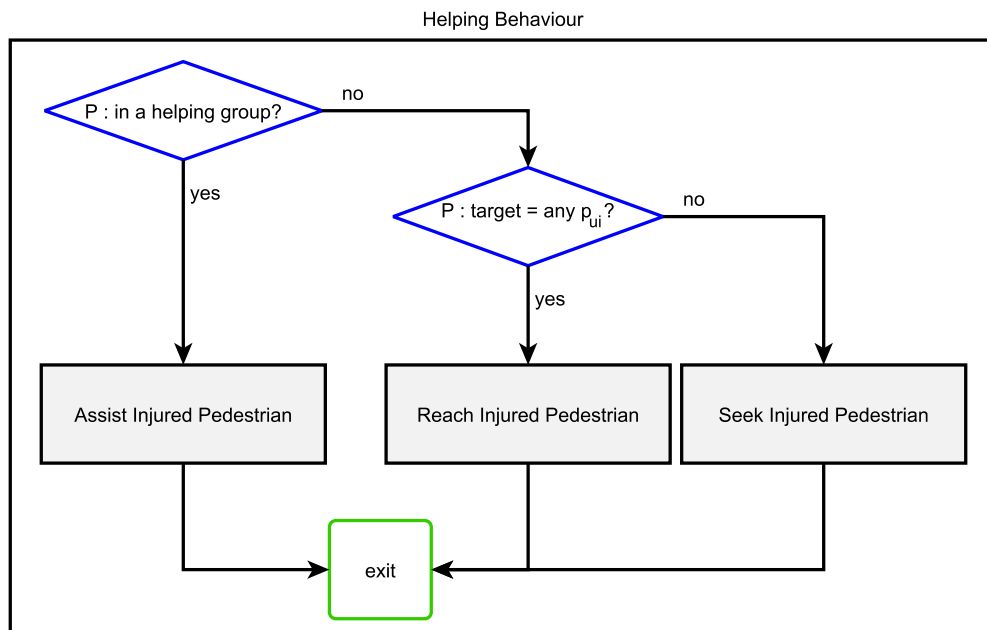 Helping Behaviour
P : in a helping group?
no
yes
P : target = any p_ui?
no
yes
Assist Injured Pedestrian
Reach Injured Pedestrian
Seek Injured Pedestrian
exit